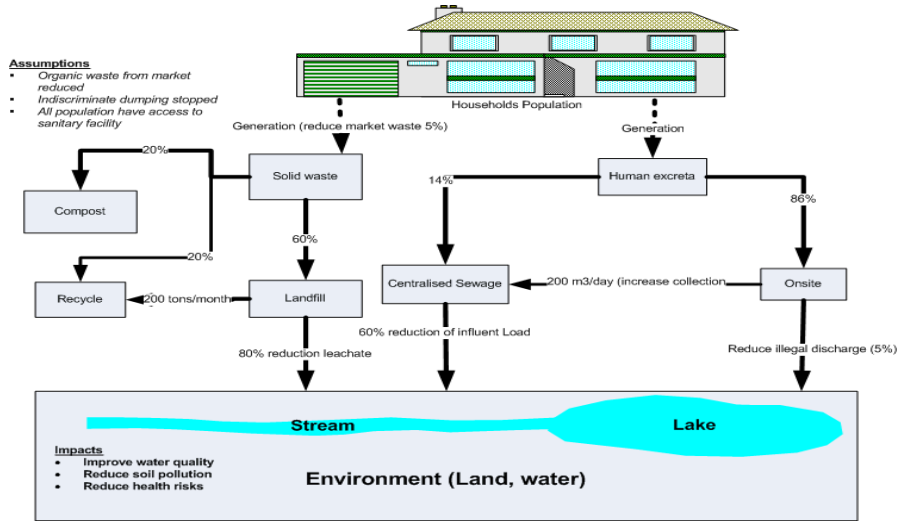 Assumptions
Organic waste from market
reduced
Indiscriminate dumping stopped
All population have access to
sanitary facility
Households Population
Generation (reduce market waste 5%)
Generation
20%
Solid waste
14%
Human excreta
86%
Compost
60%
20%
Recycle
200 tons/month
Landfill
Centralised Sewage
200 m3/day (increase collection
Onsite
80% reduction leachate
60% reduction of influent Load
Reduce illegal discharge (5%)
Stream
Lake
Impacts
Improve water quality
Reduce soil pollution
Reduce health risks
Environment (Land, water)